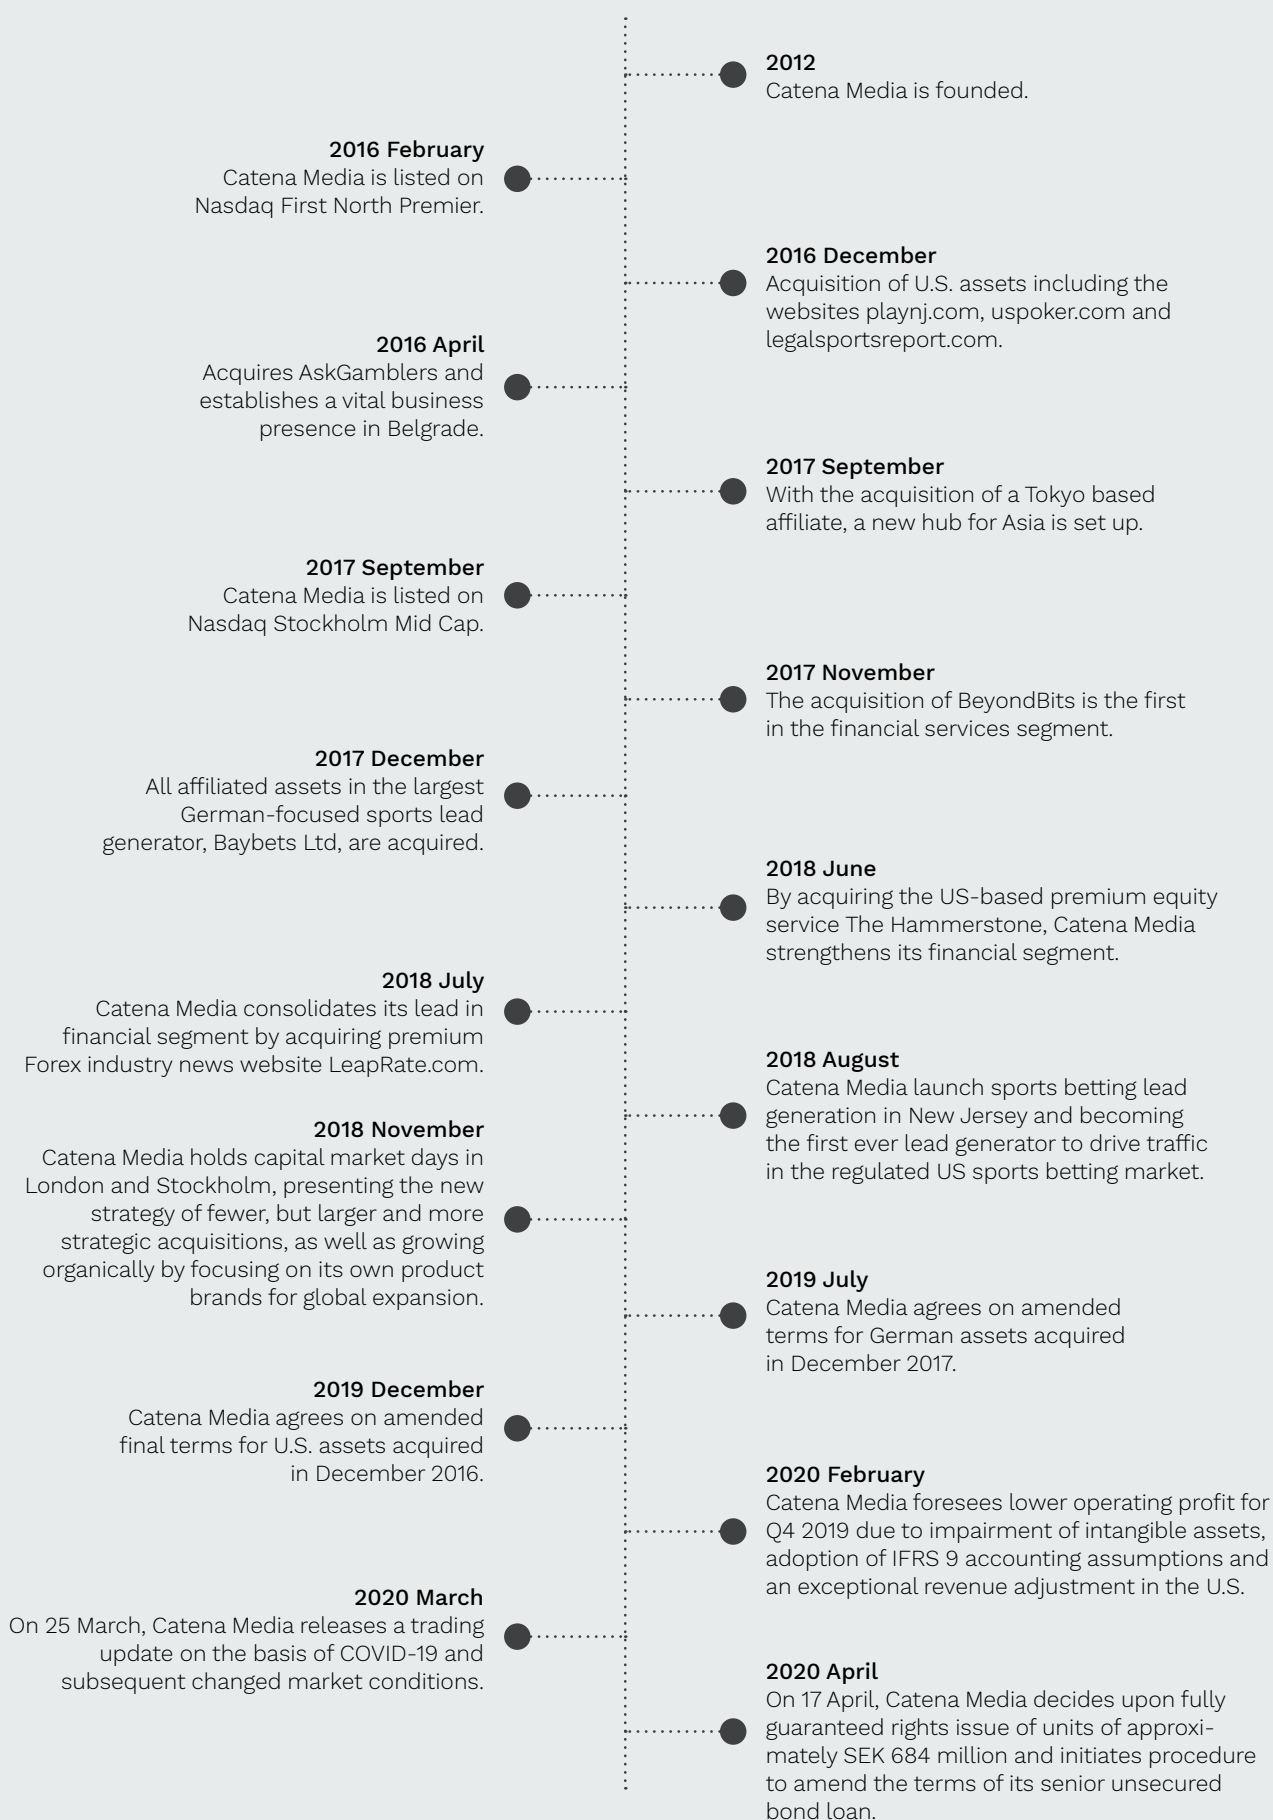 2012
Catena Media is founded.
2016 February
Catena Media is listed on
Nasdaq First North Premier.
2016 December
Acquisition of U.S. assets including the
websites playnj.com, uspoker.com and
legalsportsreport.com.
2016 April
Acquires AskGamblers and
establishes a vital business
presence in Belgrade.
2017 September
With the acquisition of a Tokyo based
affiliate, a new hub for Asia is set up.
2017 September
Catena Media is listed on
Nasdaq Stockholm Mid Cap.
2017 November
The acquisition of BeyondBits is the first
in the financial services segment.
2017 December
All affiliated assets in the largest
German-focused sports lead
generator, Baybets Ltd, are acquired.
2018 June
By acquiring the US-based premium equity
service The Hammerstone, Catena Media
strengthens its financial segment.
2018 July
Catena Media consolidates its lead in
financial segment by acquiring premium
Forex industry news website LeapRate.com.
2018 August
Catena Media launch sports betting lead
generation in New Jersey and becoming
the first ever lead generator to drive traffic
in the regulated US sports betting market.
2018 November
Catena Media holds capital market days in
London and Stockholm, presenting the new
strategy of fewer, but larger and more
strategic acquisitions, as well as growing
organically by focusing on its own product
brands for global expansion.
2019 July
Catena Media agrees on amended
terms for German assets acquired
in December 2017.
2019 December
Catena Media agrees on amended
final terms for U.S. assets acquired
in December 2016.
2020 February
Catena Media foresees lower operating profit for
Q4 2019 due to impairment of intangible assets,
adoption of IFRS 9 accounting assumptions and
an exceptional revenue adjustment in the U.S.
2020 March
On 25 March, Catena Media releases a trading
update on the basis of COVID-19 and
subsequent changed market conditions.
2020 April
On 17 April, Catena Media decides upon fully
guaranteed rights issue of units of approxi-
mately SEK 684 million and initiates procedure
to amend the terms of its senior unsecured
bond loan.